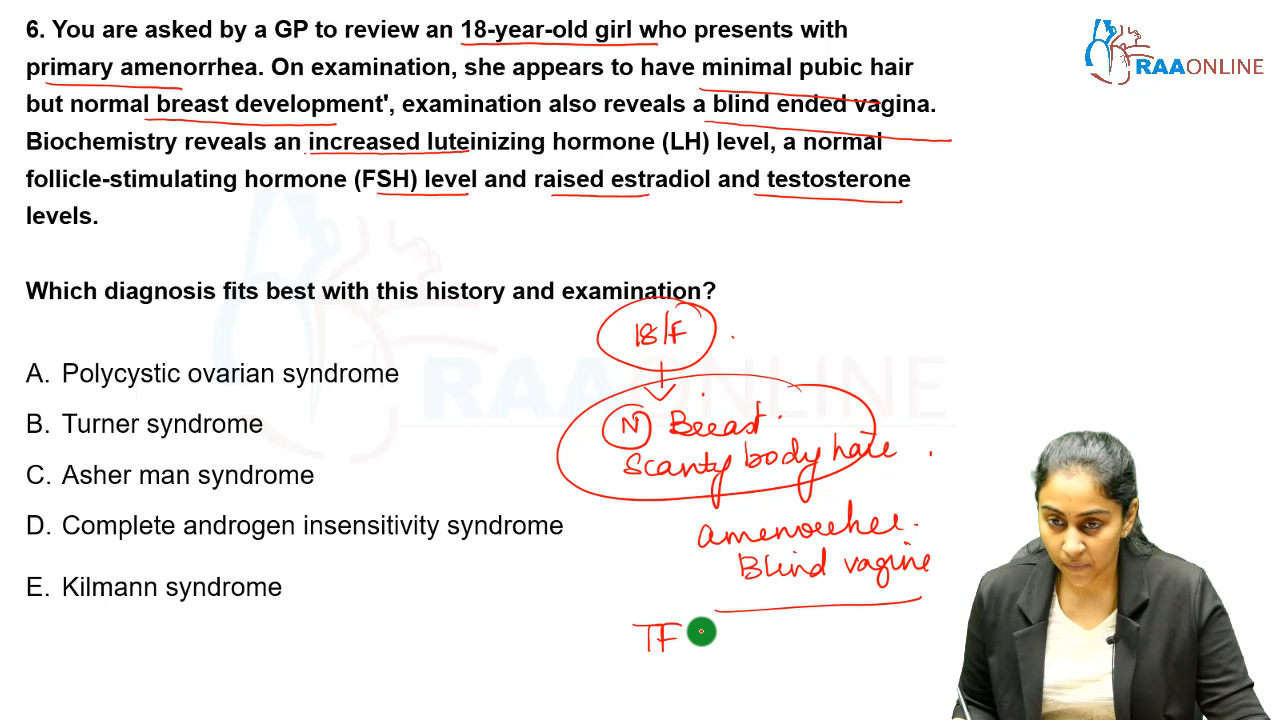 6. You are asked by a GP to review an 18-year-old girl who presents with
primary amenorrhea. On examination, she appears to have minimal pubic hair
but normal breast development', examination also reveals a blind ended vagina.
Biochemistry reveals an increased luteinizing hormone (LH) level, a normal
follicle-stimulating hormone (FSH) level and raised estradiol and testosterone
levels.
RAAONLINE
Which diagnosis fits best with this history and examination?
A. Polycystic ovarian syndrome
B. Turner syndrome
C. Asher man syndrome
D. Complete androgen insensitivity syndrome
E. Kilmann syndrome
18/F
N Breast
Scanty body hair
amenorrhea
Blind vagina
TF
RAAONLINE